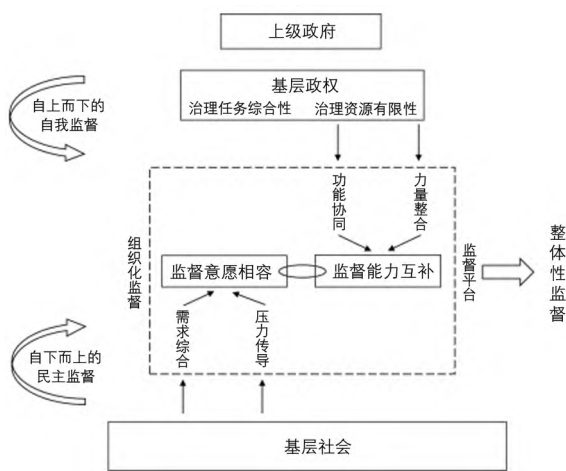 上级政府
基层政权
治理任务综合性 治理资源有限性
自上而下的
自我监督
功能协同
力量整合
组织化监督
监督意愿相容
监督能力互补
监督平台
整体性监督
需求综合
压力传导
自下而上的
民主监督
基层社会